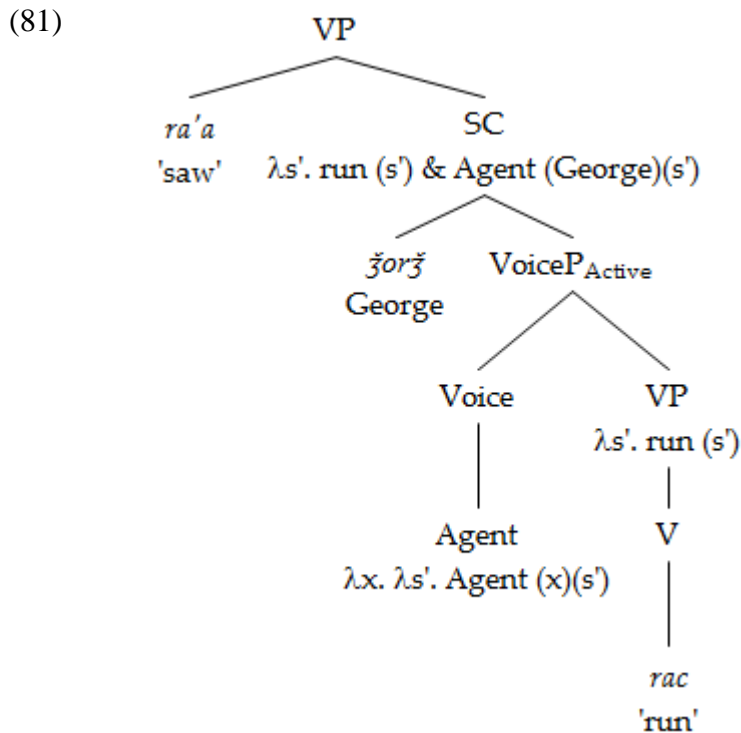 (81)
VP
ra'a SC
'saw' λs'. run (s') & Agent (George)(s')
ǯorǯ VoiceP_Active
George
Voice VP
λs'. run (s')
Agent V
λx. λs'. Agent (x)(s')
rac
'run'